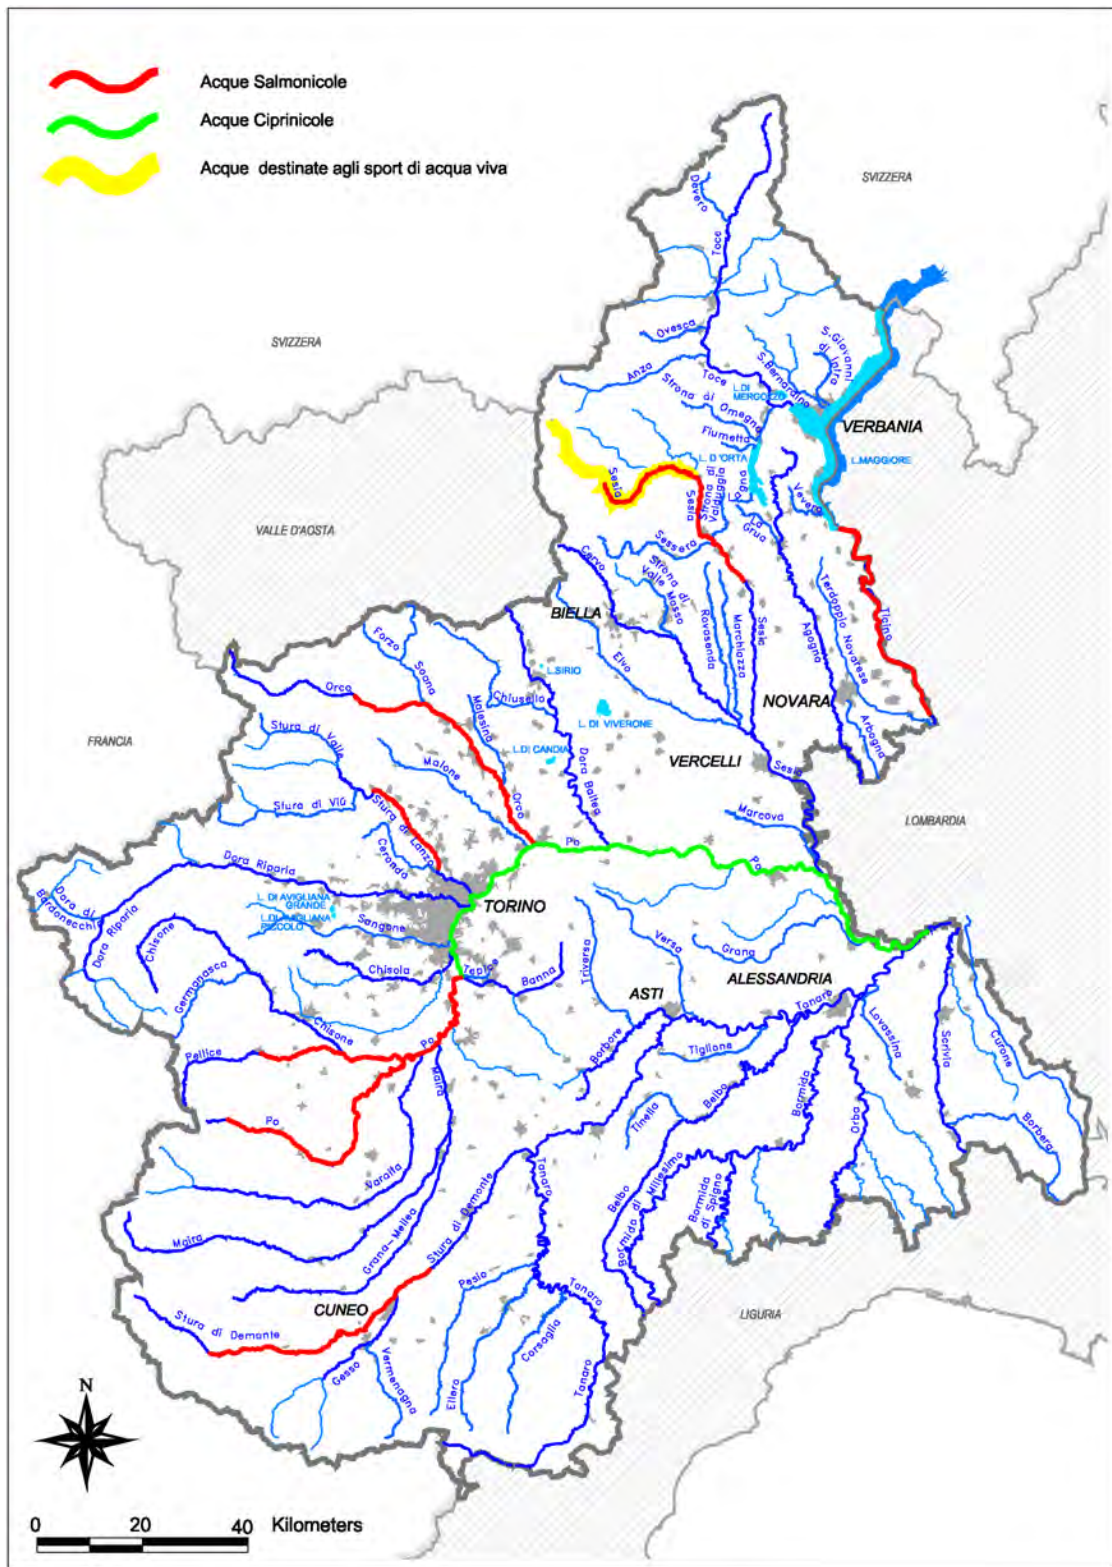 Acque Salmonicole
Acque Ciprinicole
Acque destinate agli sport di acqua viva
SVIZZERA
Devero
Toce
SVIZZERA
Ovesca
S.Giovanni
di Intra
S.Bernardino
Anza
Toce
Strona di Omegna
L.DI
MERGOZZO
VERBANIA
Fiumetta
L. D'ORTA
L.MAGGIORE
Sesia
Strona di
Valduggia
Lagna
Sesia
Vevera
La
Grua
VALLE D'AOSTA
Sessera
Cervo
Strona di
Valle Mosso
BIELLA
Rovasenda
Marchiazza
Sesia
Agogna
Terdoppio Novarese
Ticino
Elvo
Forzo
Soana
L.SIRIO
Orco
Chiusella
Malesina
L. DI VIVERONE
NOVARA
Arbogna
FRANCIA
Stura di Valle
Malone
L.DI CANDIA
Dora Baltea
VERCELLI
Sesia
Stura di Viù
Stura di Lanzo
Orco
Marcova
LOMBARDIA
Ceronda
Po
Po
Dora Riparia
Dora di
Bardonecchia
L. DI AVIGLIANA
GRANDE
L.DI AVIGLIANA
PICCOLO
TORINO
Sangone
Dora Riparia
Chisone
Chisola
Tepice
Banna
Triversa
Versa
Grana
ALESSANDRIA
Germanasca
ASTI
Tanaro
Chisone
Pellice
Po
Borbore
Tiglione
Lovassina
Scrivia
Curone
Maira
Po
Belbo
Bormida
Orba
Borbera
Tinella
Varaita
Tanaro
Belbo
Bormida di Millesimo
Bormida
di Spigno
Maira
Grana-Mellea
Stura di Demonte
Pesio
Tanaro
CUNEO
LIGURIA
Stura di Demonte
Gesso
Vermenagna
Ellero
Corsaglia
Tanaro
N
0 20 40 Kilometers